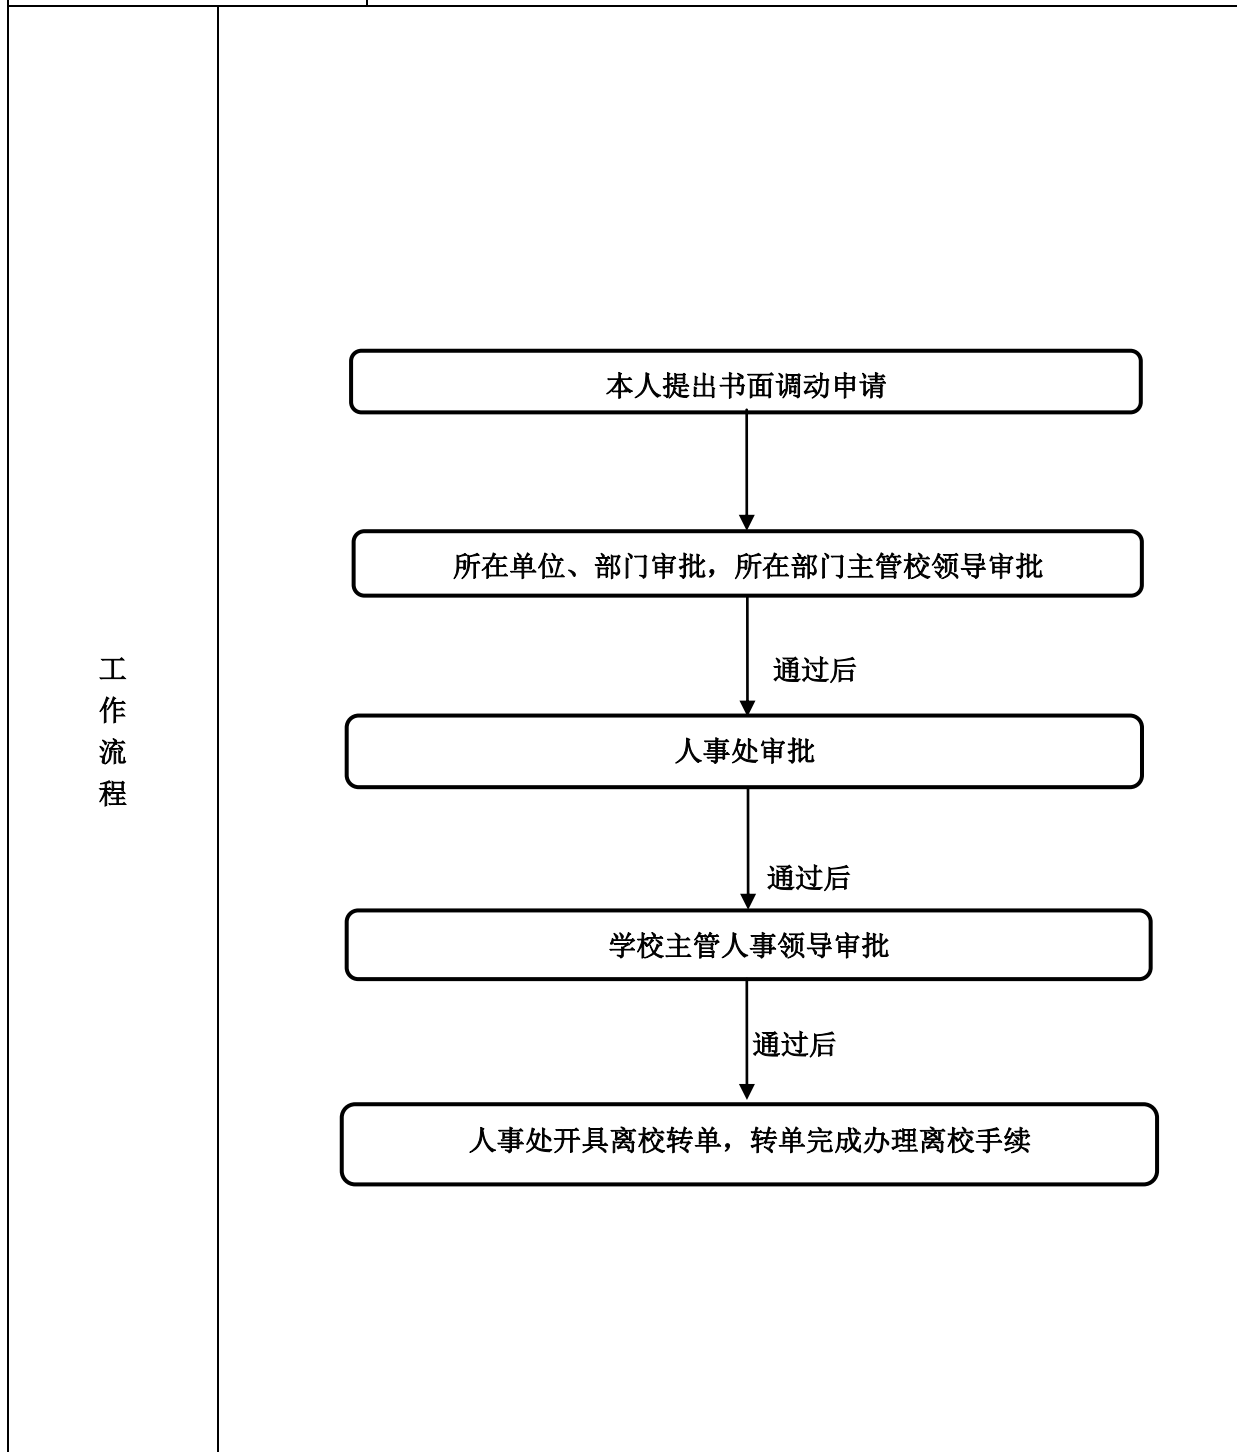 本人提出书面调动申请
所在单位、部门审批，所在部门主管校领导审批
通过后
人事处审批
通过后
学校主管人事领导审批
通过后
人事处开具离校转单，转单完成办理离校手续
工
作
流
程